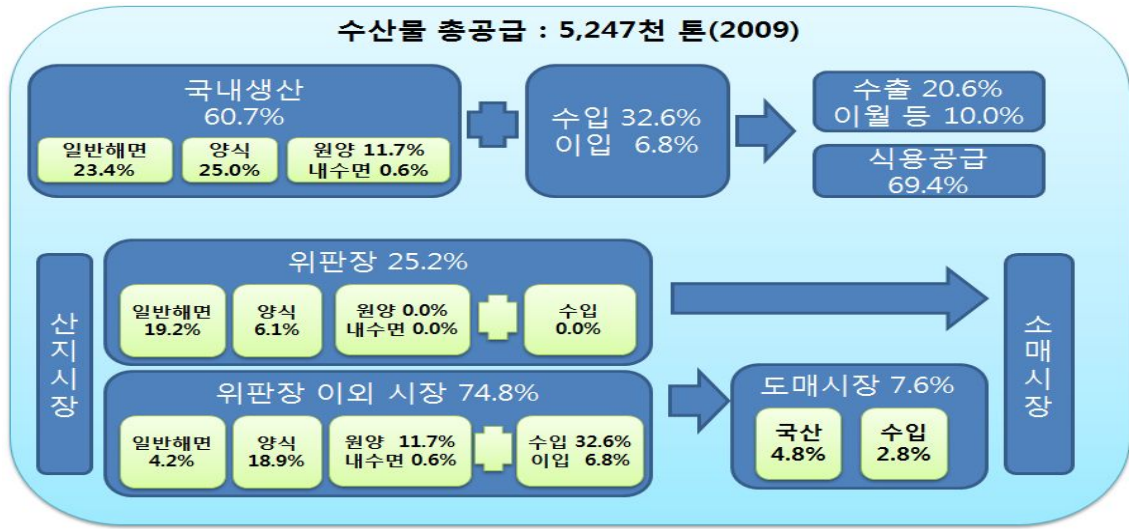 수산물 총공급 : 5,247천 톤(2009)
국내생산
60.7%
일반해면
23.4%
양식
25.0%
원양 11.7%
내수면 0.6%
수입 32.6%
이입 6.8%
수출 20.6%
이월 등 10.0%
식용공급
69.4%
산지시장
위판장 25.2%
일반해면
19.2%
양식
6.1%
원양 0.0%
내수면 0.0%
수입
0.0%
위판장 이외 시장 74.8%
일반해면
4.2%
양식
18.9%
원양 11.7%
내수면 0.6%
수입 32.6%
이입 6.8%
도매시장 7.6%
국산
4.8%
수입
2.8%
소매시장